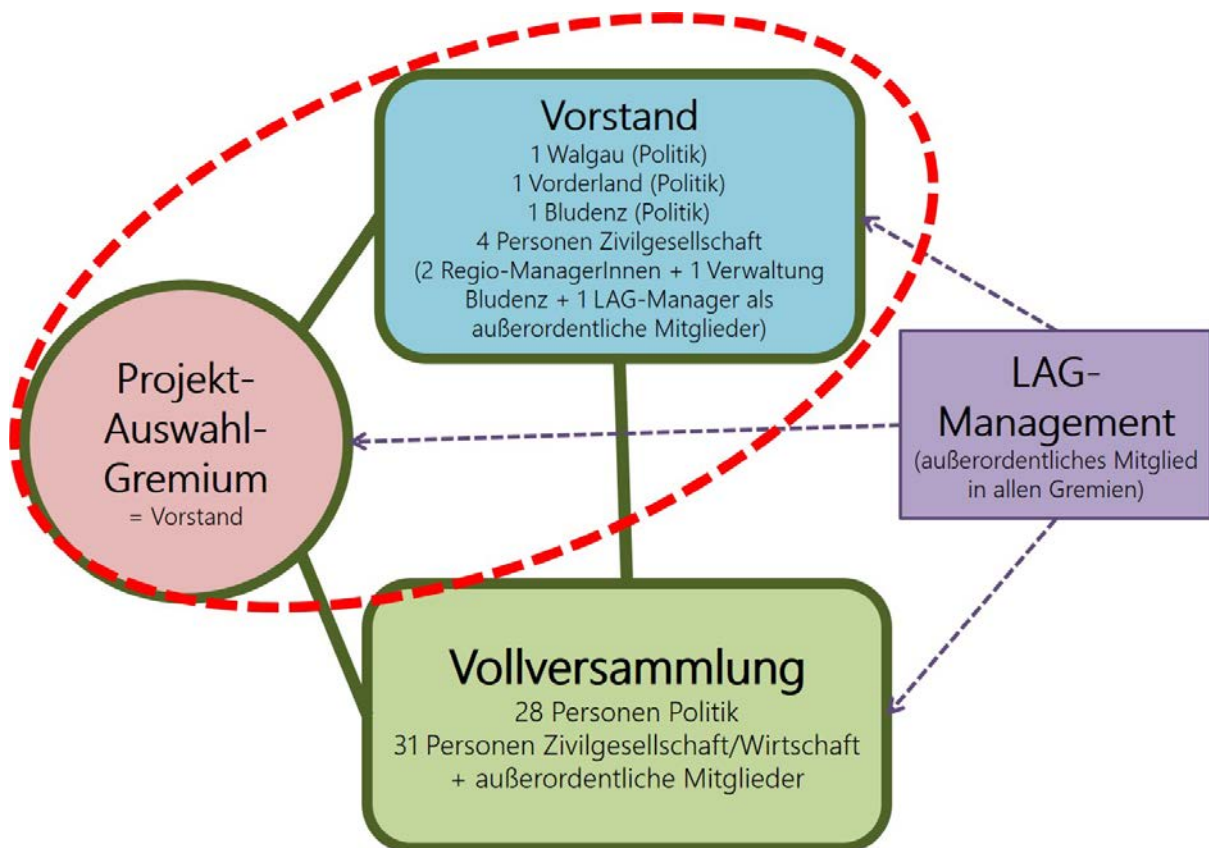 Vorstand
1 Walgau (Politik)
1 Vorderland (Politik)
1 Bludenz (Politik)
4 Personen Zivilgesellschaft
(2 Regio-ManagerInnen + 1 Verwaltung
Bludenz + 1 LAG-Manager als
außerordentliche Mitglieder)
Projekt-
Auswahl-
Gremium
= Vorstand
LAG-
Management
(außerordentliches Mitglied
in allen Gremien)
Vollversammlung
28 Personen Politik
31 Personen Zivilgesellschaft/Wirtschaft
+ außerordentliche Mitglieder